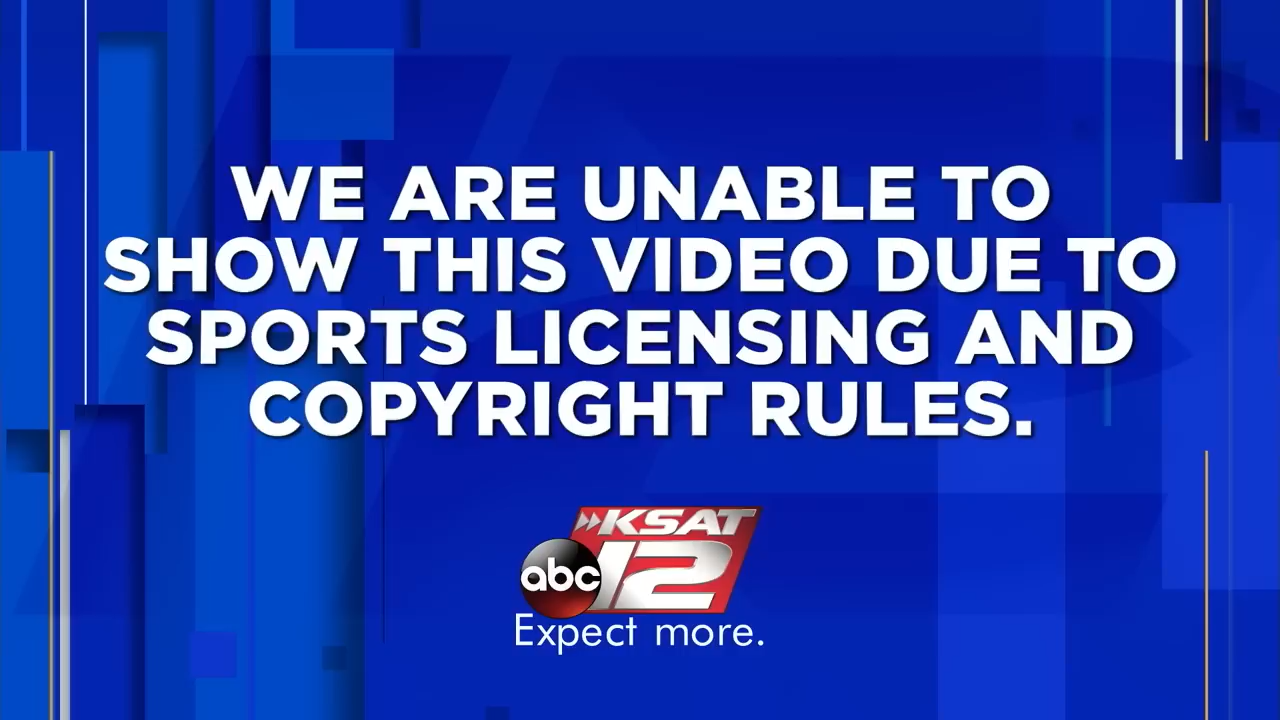 WE ARE UNABLE TO
SHOW THIS VIDEO DUE TO
SPORTS LICENSING AND
COPYRIGHT RULES.
KSAT
abc 12
Expect more.